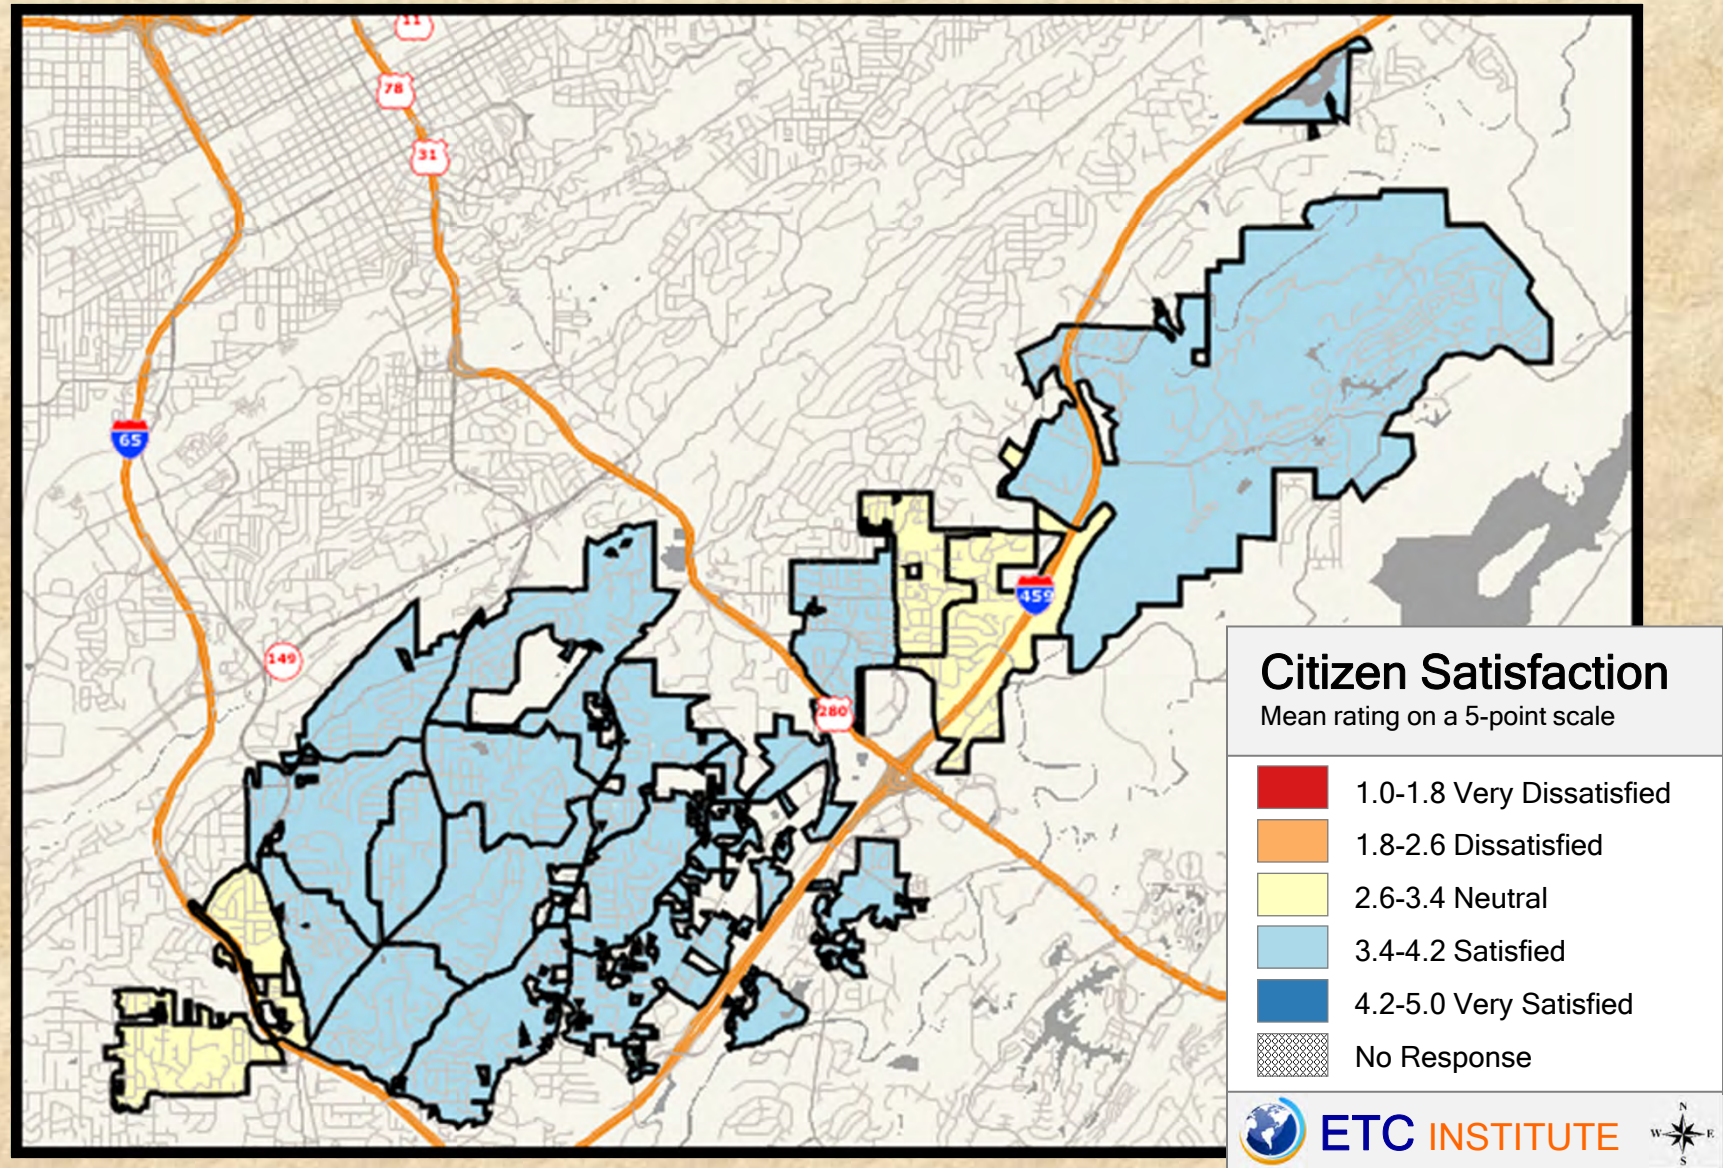 11
78
31
65
459
149
280
Citizen Satisfaction
Mean rating on a 5-point scale
1.0-1.8 Very Dissatisfied
1.8-2.6 Dissatisfied
2.6-3.4 Neutral
3.4-4.2 Satisfied
4.2-5.0 Very Satisfied
No Response
ETC INSTITUTE
N
W E
S